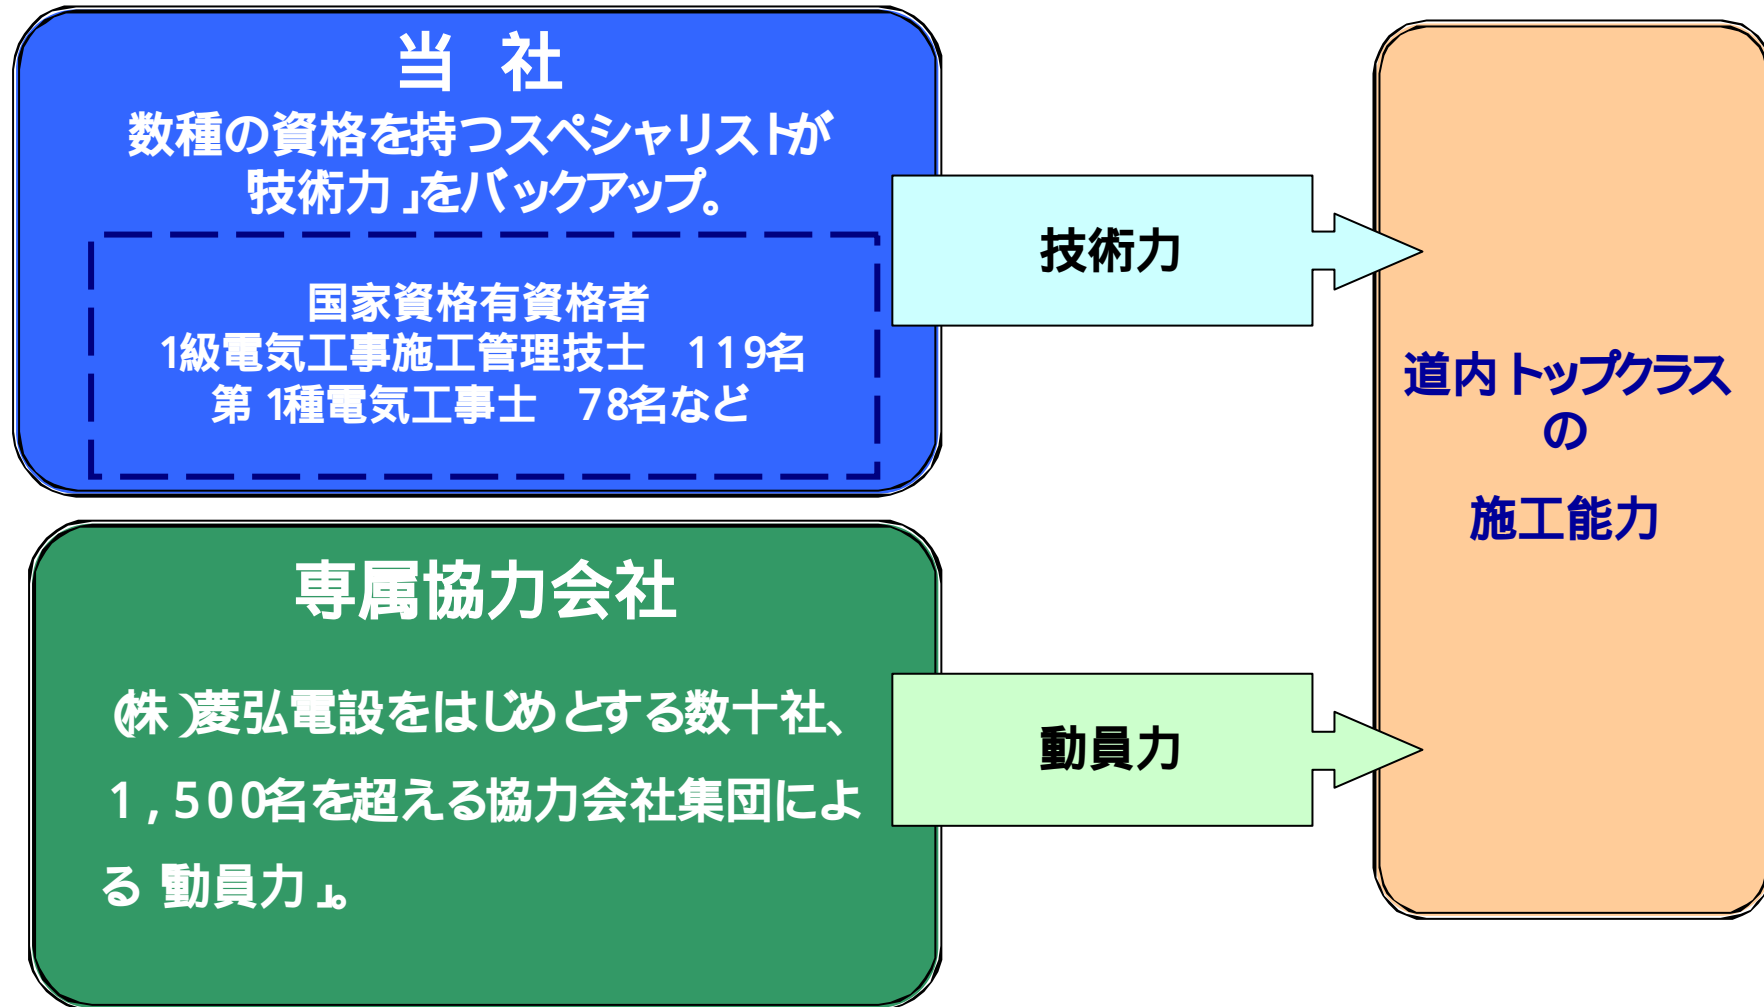 当 社
数種の資格を持つスペシャリストが
「技術力」をバックアップ。
国家資格有資格者
1級電気工事施工管理技士 119名
第1種電気工事士 78名など
技術力
専属協力会社
(株)菱弘電設をはじめとする数十社、
1,500名を超える協力会社集団によ
る「動員力」。
動員力
道内トップクラス
の
施工能力